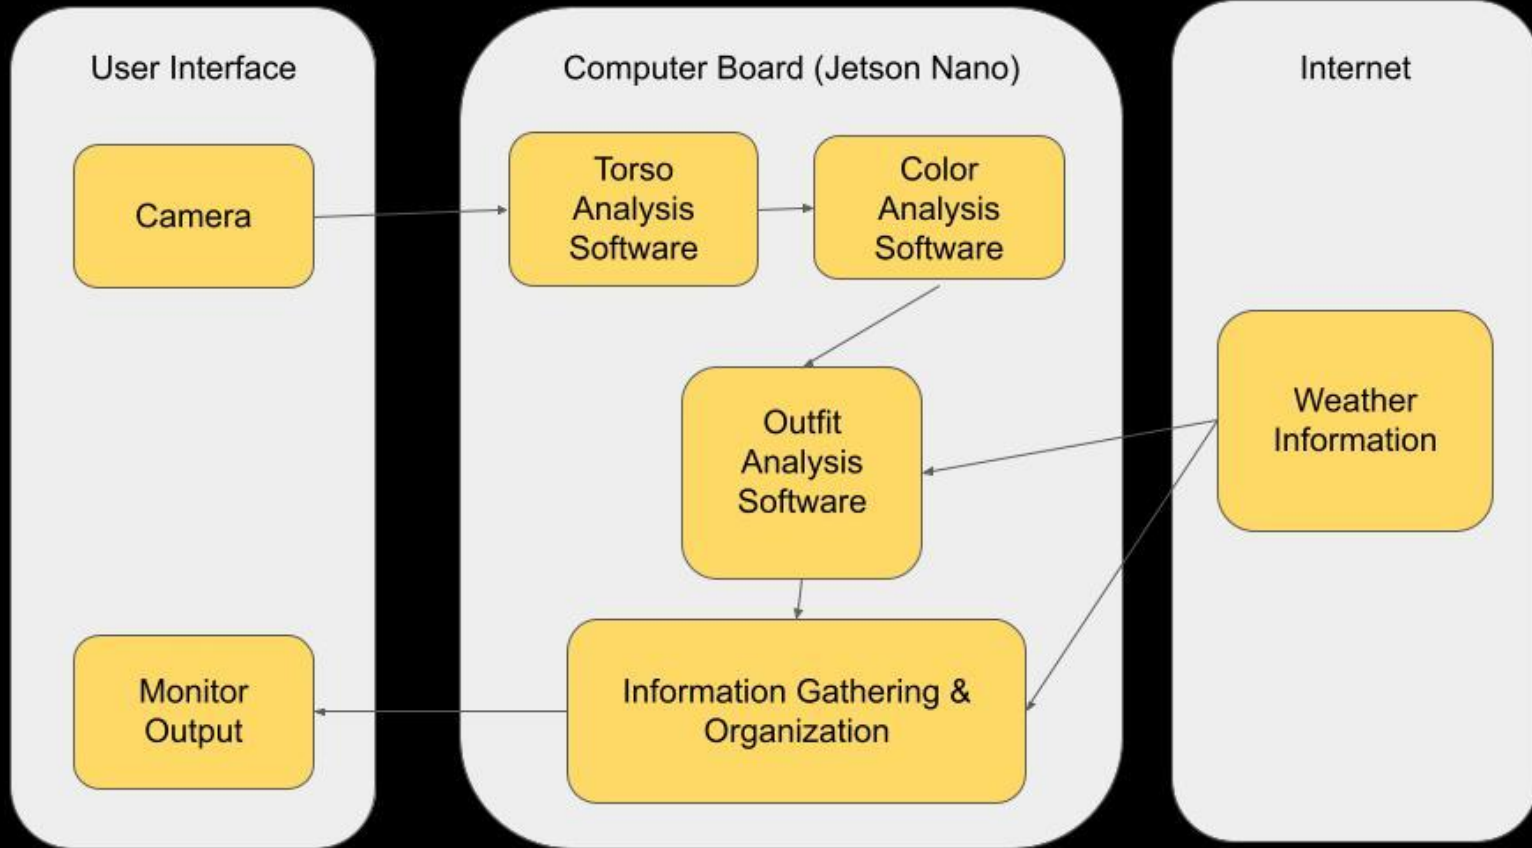 User Interface
Computer Board (Jetson Nano)
Internet
Camera
Torso
Analysis
Software
Color
Analysis
Software
Outfit
Analysis
Software
Weather
Information
Monitor
Output
Information Gathering &
Organization